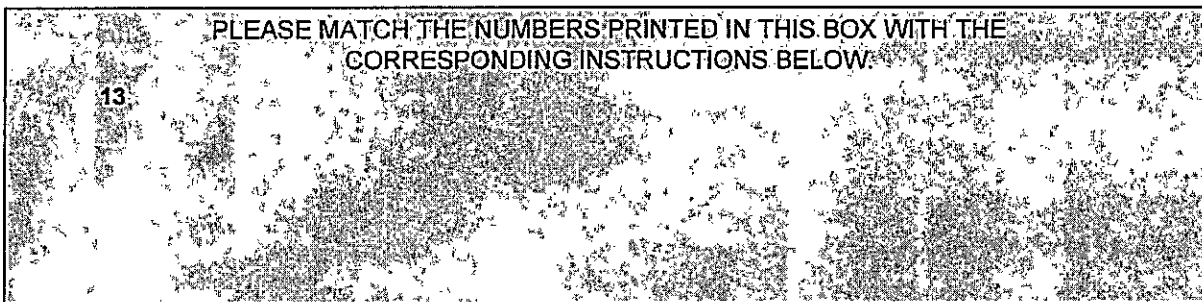 PLEASE MATCH THE NUMBERS PRINTED IN THIS BOX WITH THE
CORRESPONDING INSTRUCTIONS BELOW.
13